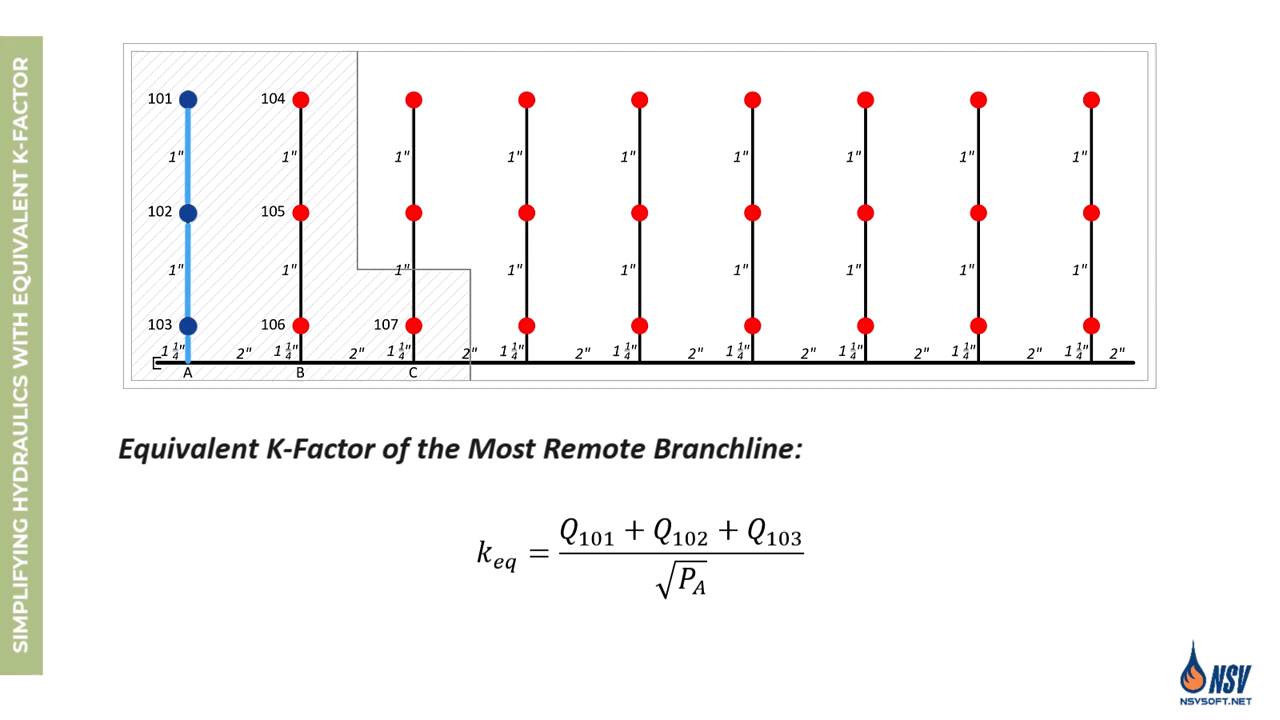 SIMPLIFYING HYDRAULICS WITH EQUIVALENT K-FACTOR
101 104
1" 1" 1" 1" 1" 1" 1" 1" 1"
102 105
1" 1" 1" 1" 1" 1" 1" 1" 1"
103 106 107
1 1/4" 2" 1 1/4" 2" 1 1/4" 2" 1 1/4" 2" 1 1/4" 2" 1 1/4" 2" 1 1/4" 2" 1 1/4" 2" 1 1/4" 2"
A B C
Equivalent K-Factor of the Most Remote Branchline:
k_eq = (Q_101 + Q_102 + Q_103) / √P_A
NSV
NSVSOFT.NET